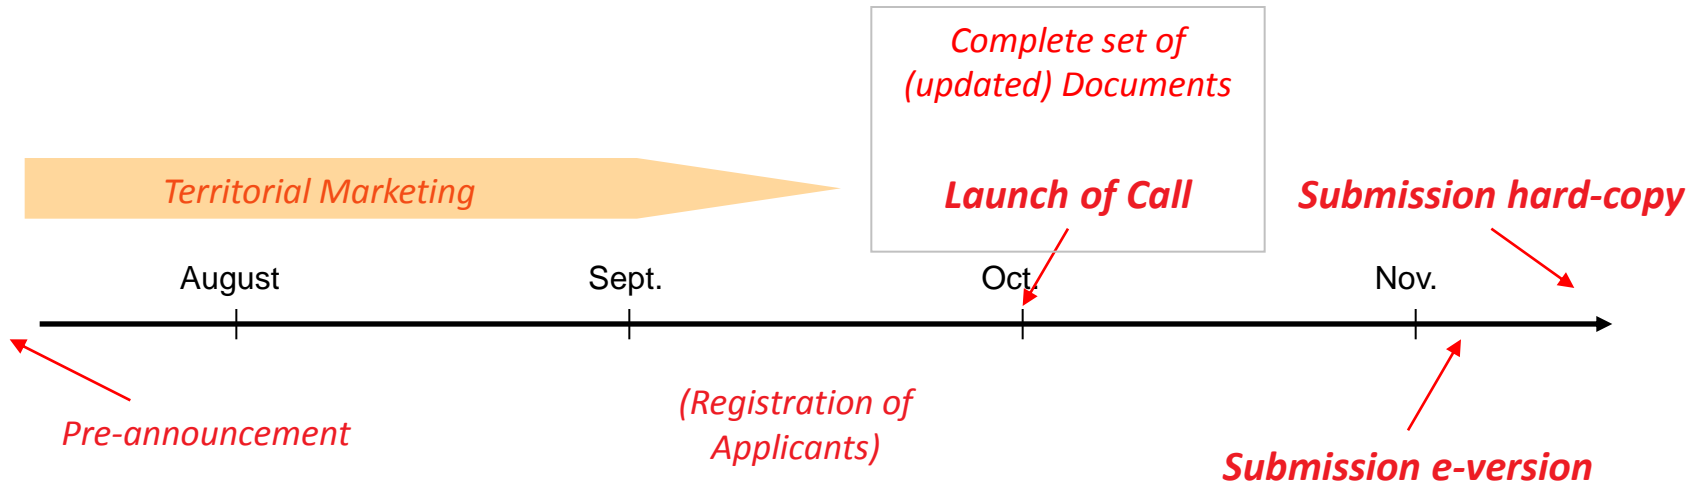 Complete set of
(updated) Documents
Territorial Marketing
Launch of Call
Submission hard-copy
August
Sept.
Oct.
Nov.
Pre-announcement
(Registration of
Applicants)
Submission e-version